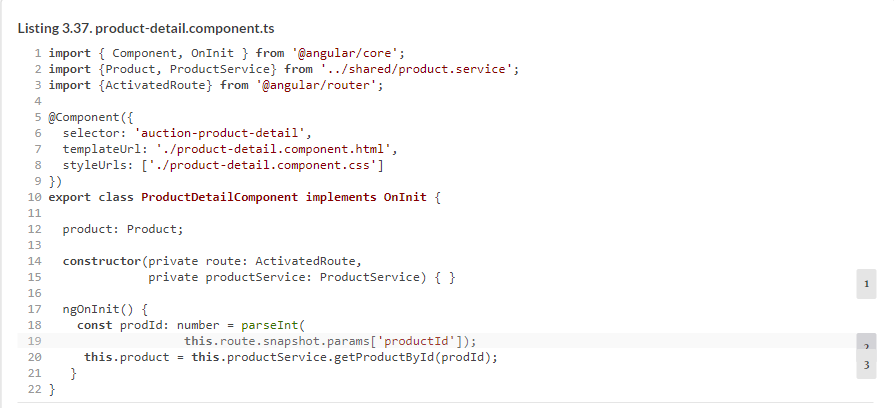 Listing 3.37. product-detail.component.ts
1 import { Component, OnInit } from '@angular/core';
2 import {Product, ProductService} from '../shared/product.service';
3 import {ActivatedRoute} from '@angular/router';
4
5 @Component({
6   selector: 'auction-product-detail',
7   templateUrl: './product-detail.component.html',
8   styleUrls: ['./product-detail.component.css']
9 })
10 export class ProductDetailComponent implements OnInit {
11
12   product: Product;
13
14   constructor(private route: ActivatedRoute,
15               private productService: ProductService) { }
1
16
17   ngOnInit() {
18     const prodId: number = parseInt(
19                    this.route.snapshot.params['productId']);
2
20      this.product = this.productService.getProductById(prodId);
3
21    }
22 }